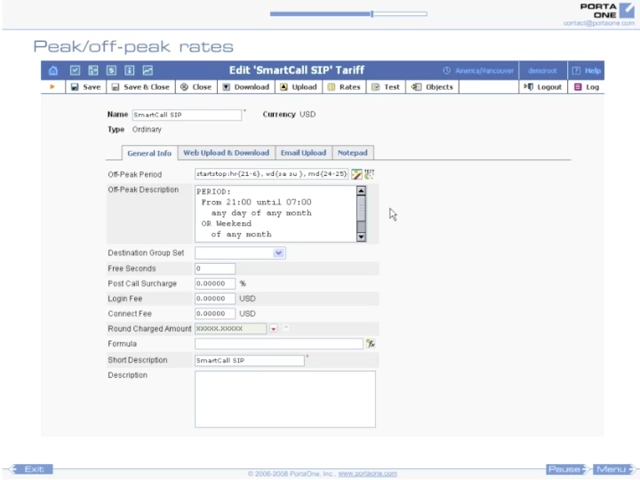 PORTA
ONE
contact@portaone.com
Peak/off-peak rates
Edit 'SmartCall SIP' Tariff
America/Vancouver
demoroot
Help
Save
Save & Close
Close
Download
Upload
Rates
Test
Objects
Logout
Log
Name SmartCall SIP * Currency USD
Type Ordinary
General Info Web Upload & Download Email Upload Notepad
Off-Peak Period startstop:hr{21-6}, wd{sa su }, md{24-25}
Off-Peak Description PERIOD:
From 21:00 until 07:00
any day of any month
OR Weekend
of any month
Destination Group Set
Free Seconds 0
Post Call Surcharge 0.00000 %
Login Fee 0.00000 USD
Connect Fee 0.00000 USD
Round Charged Amount XXXXX.XXXXX
Formula
Short Description SmartCall SIP *
Description
Exit
© 2006-2008 PortaOne, Inc., www.portaone.com
Pause
Menu